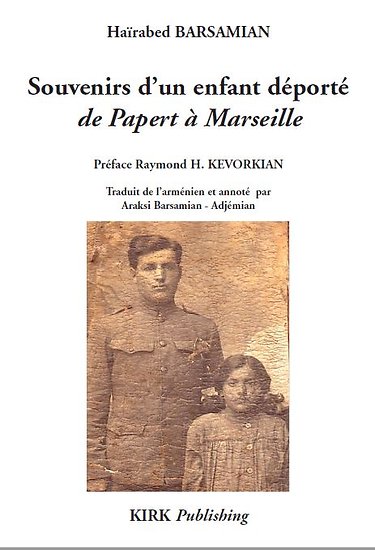 Haïrabed BARSAMIAN
Souvenirs d'un enfant déporté
de Papert à Marseille
Préface Raymond H. KEVORKIAN
Traduit de l'arménien et annoté par
Araksi Barsamian - Adjémian
KIRK Publishing